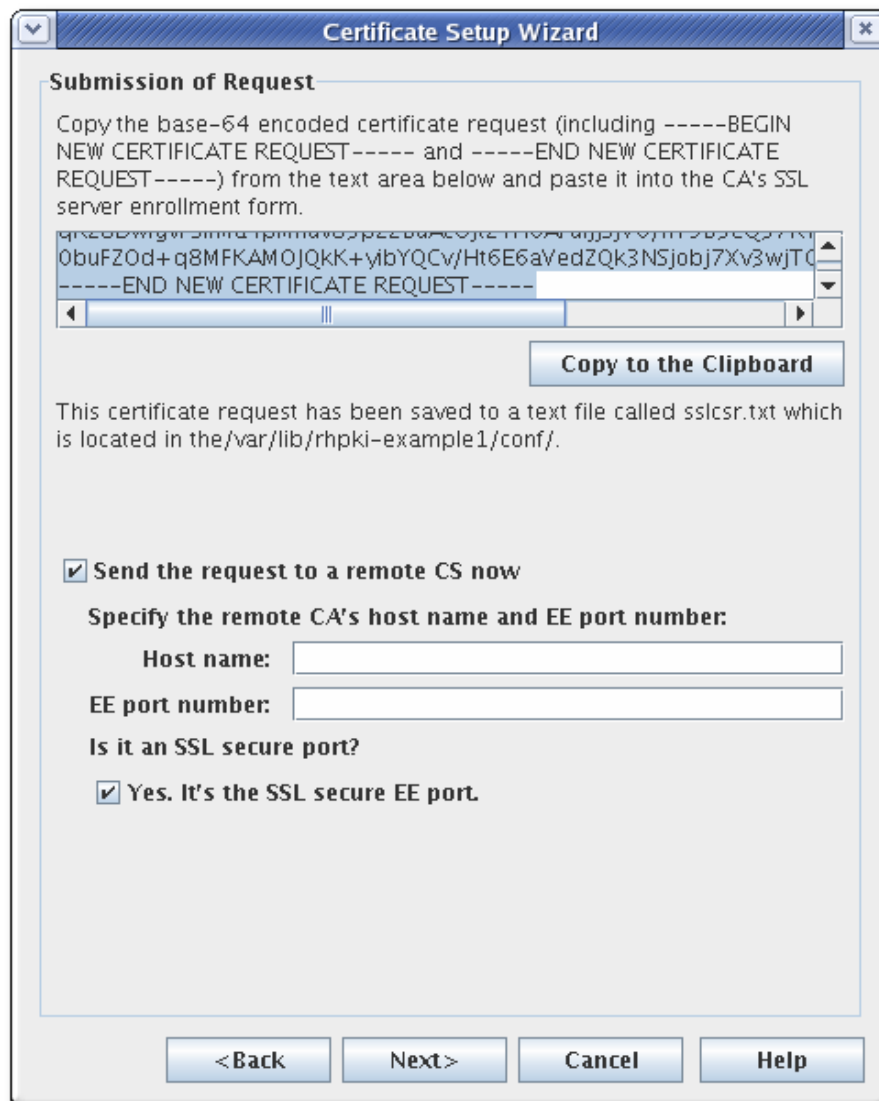 Certificate Setup Wizard
Submission of Request
Copy the base-64 encoded certificate request (including -----BEGIN
NEW CERTIFICATE REQUEST----- and -----END NEW CERTIFICATE
REQUEST-----) from the text area below and paste it into the CA's SSL
server enrollment form.
0buFZOd+q8MFKAMOJQkK+yibYQCv/Ht6E6aVedZQk3NSjobj7Xv3wjTC
-----END NEW CERTIFICATE REQUEST-----
Copy to the Clipboard
This certificate request has been saved to a text file called sslcsr.txt which
is located in the/var/lib/rhpki-example1/conf/.
Send the request to a remote CS now
Specify the remote CA's host name and EE port number:
Host name:
EE port number:
Is it an SSL secure port?
Yes. It's the SSL secure EE port.
<Back Next> Cancel Help